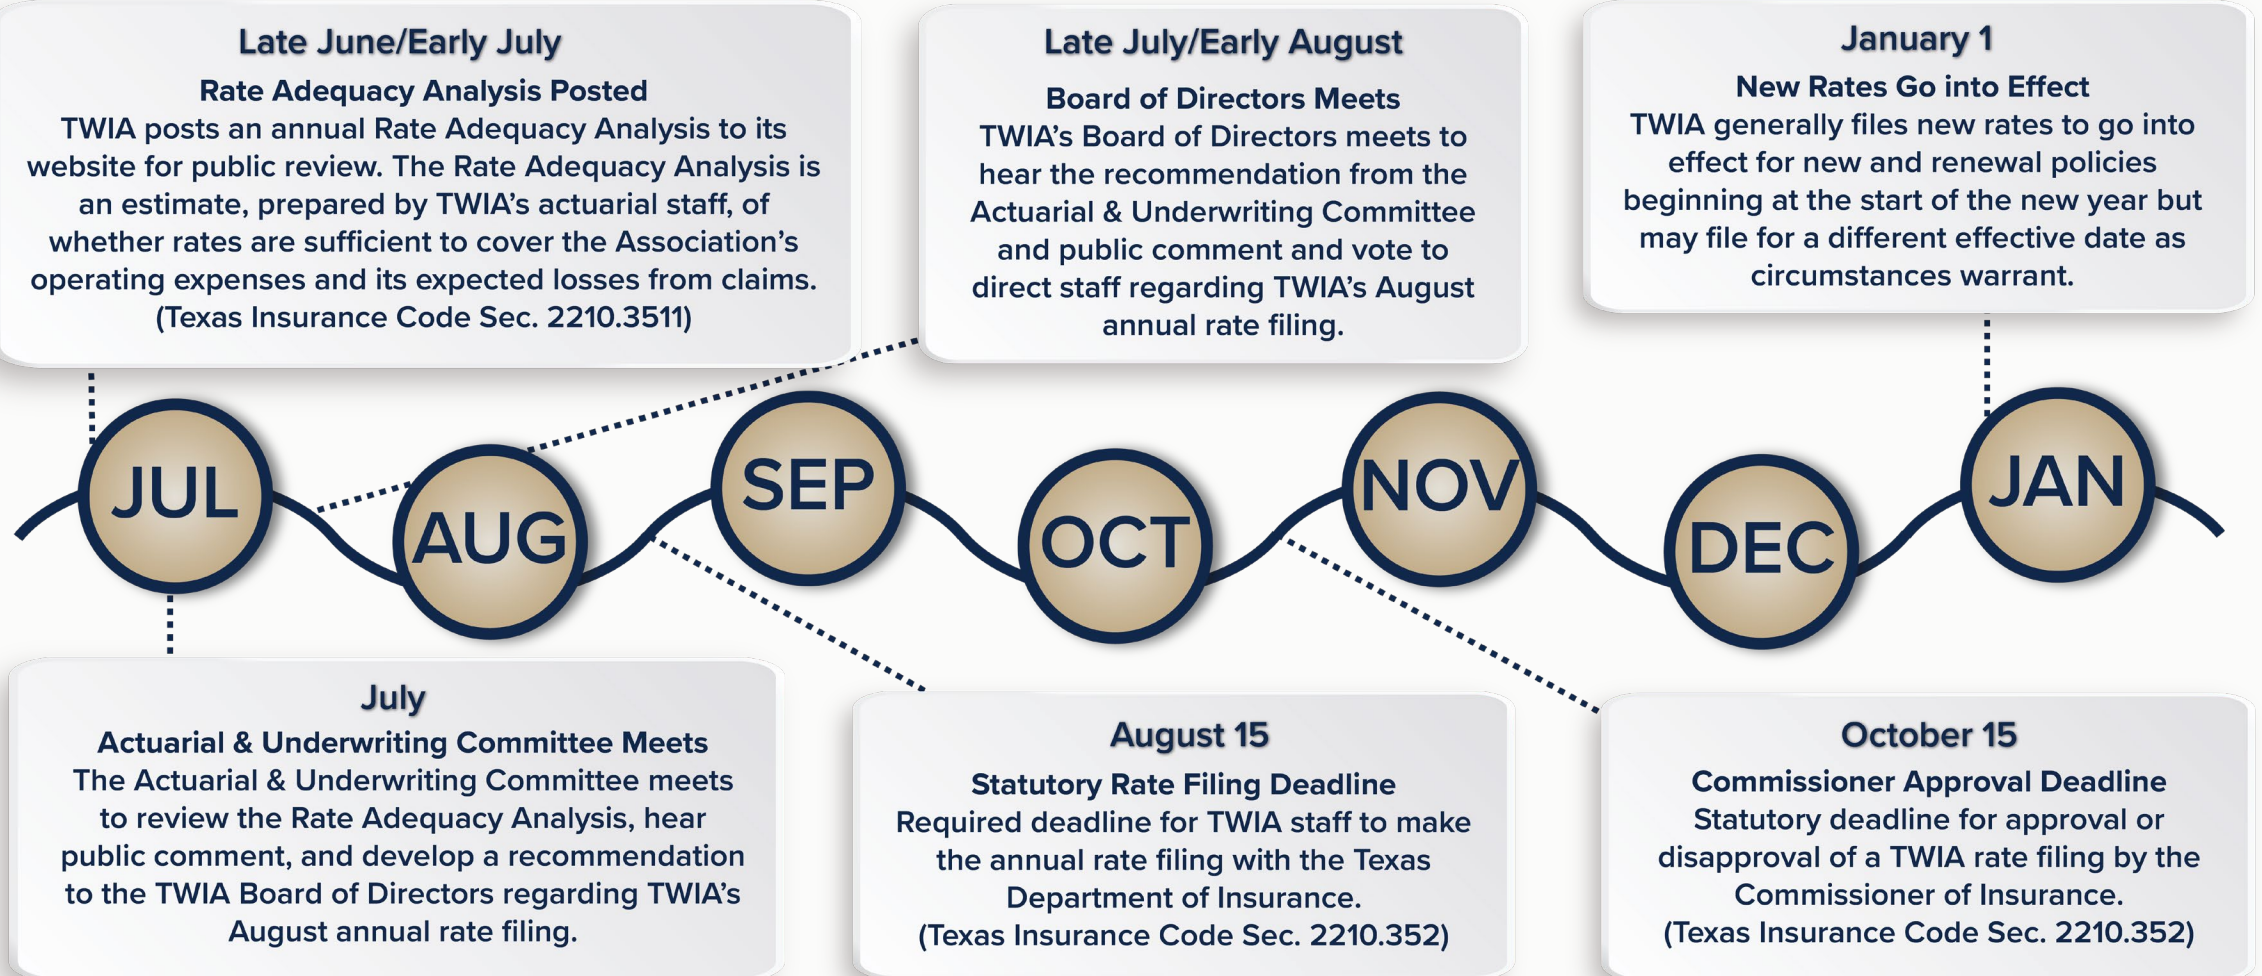 Late June/Early July
Rate Adequacy Analysis Posted
TWIA posts an annual Rate Adequacy Analysis to its
website for public review. The Rate Adequacy Analysis is
an estimate, prepared by TWIA’s actuarial staff, of
whether rates are sufficient to cover the Association’s
operating expenses and its expected losses from claims.
(Texas Insurance Code Sec. 2210.3511)
Late July/Early August
Board of Directors Meets
TWIA’s Board of Directors meets to
hear the recommendation from the
Actuarial & Underwriting Committee
and public comment and vote to
direct staff regarding TWIA’s August
annual rate filing.
January 1
New Rates Go into Effect
TWIA generally files new rates to go into
effect for new and renewal policies
beginning at the start of the new year but
may file for a different effective date as
circumstances warrant.
JUL
AUG
SEP
OCT
NOV
DEC
JAN
July
Actuarial & Underwriting Committee Meets
The Actuarial & Underwriting Committee meets
to review the Rate Adequacy Analysis, hear
public comment, and develop a recommendation
to the TWIA Board of Directors regarding TWIA’s
August annual rate filing.
August 15
Statutory Rate Filing Deadline
Required deadline for TWIA staff to make
the annual rate filing with the Texas
Department of Insurance.
(Texas Insurance Code Sec. 2210.352)
October 15
Commissioner Approval Deadline
Statutory deadline for approval or
disapproval of a TWIA rate filing by the
Commissioner of Insurance.
(Texas Insurance Code Sec. 2210.352)